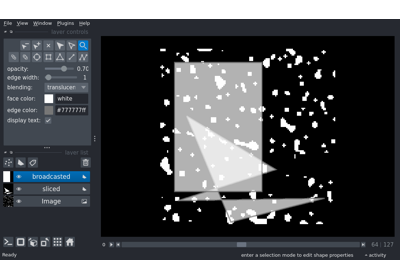 File View Window Plugins Help
layer controls
opacity: 0.70
edge width: 1
blending: translucen
face color: white
edge color: #777777ff
display text:
layer list
broadcasted
sliced
Image
64 127
Ready
enter a selection mode to edit shape properties
activity